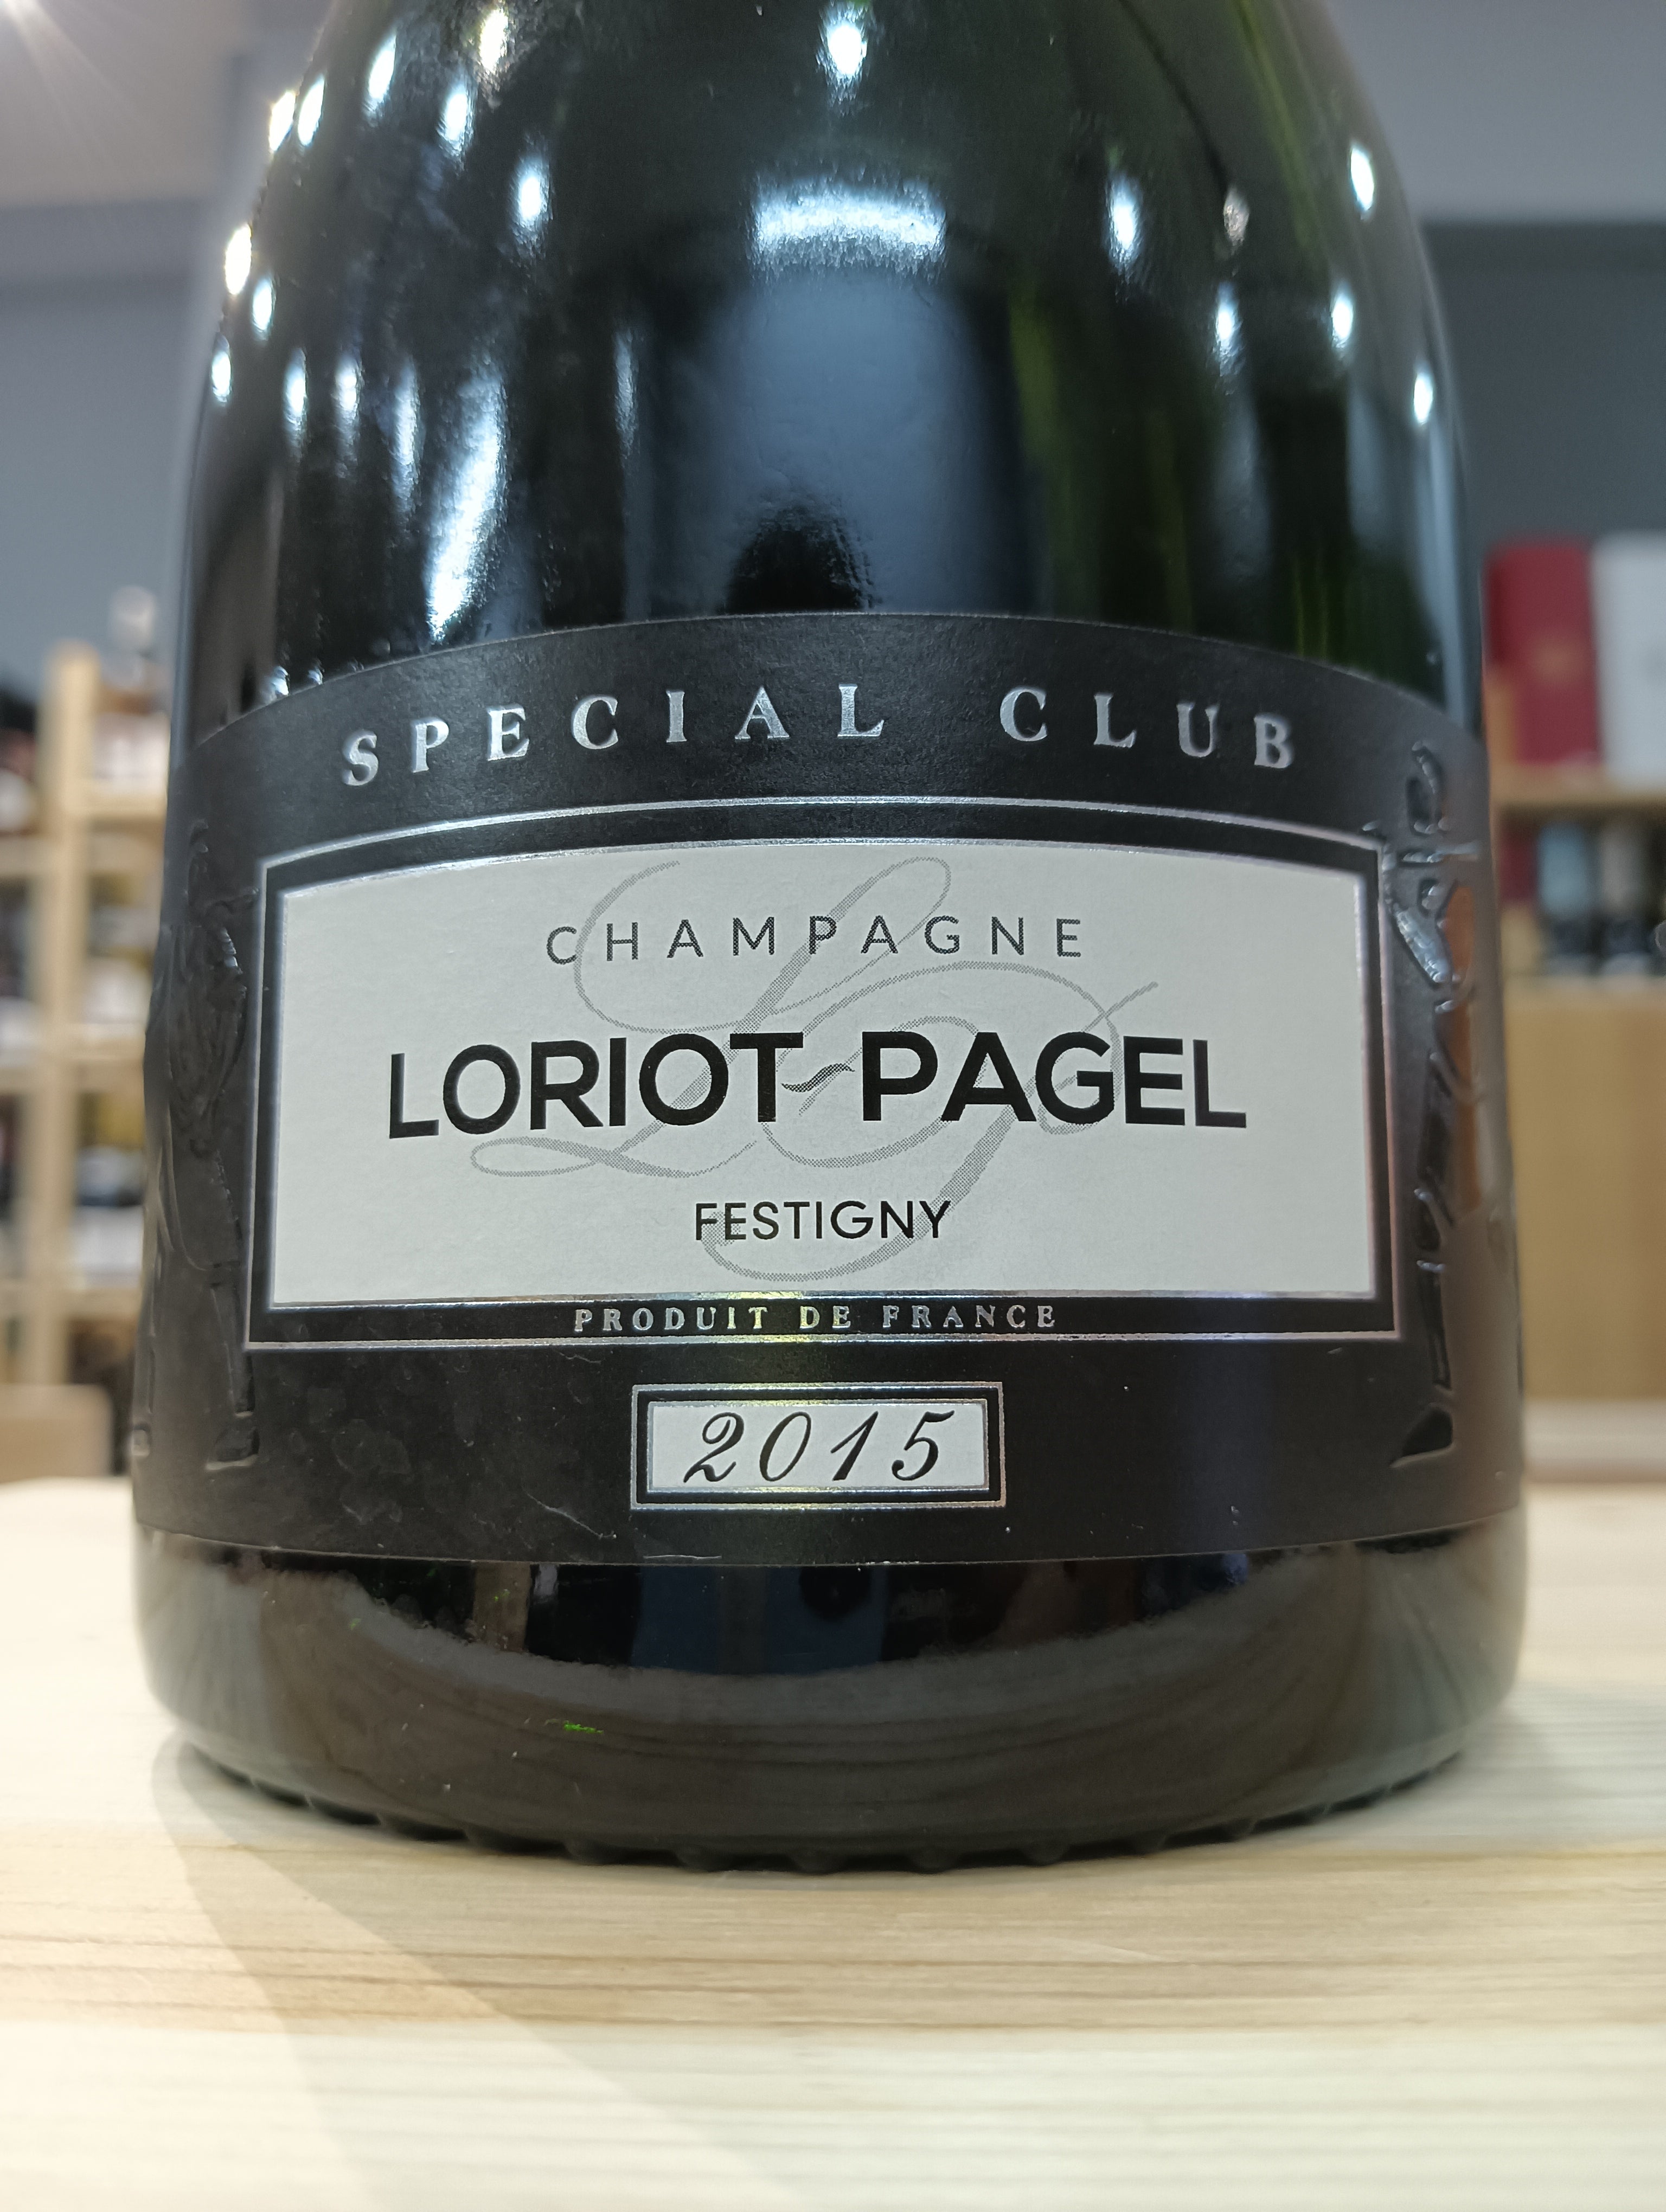 SPECIAL CLUB
CHAMPAGNE
LORIOT-PAGEL
FESTIGNY
PRODUIT DE FRANCE
2015